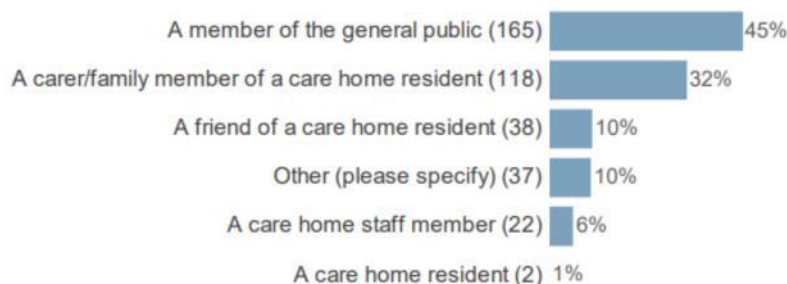 A member of the general public (165) 45%
A carer/family member of a care home resident (118) 32%
A friend of a care home resident (38) 10%
Other (please specify) (37) 10%
A care home staff member (22) 6%
A care home resident (2) 1%